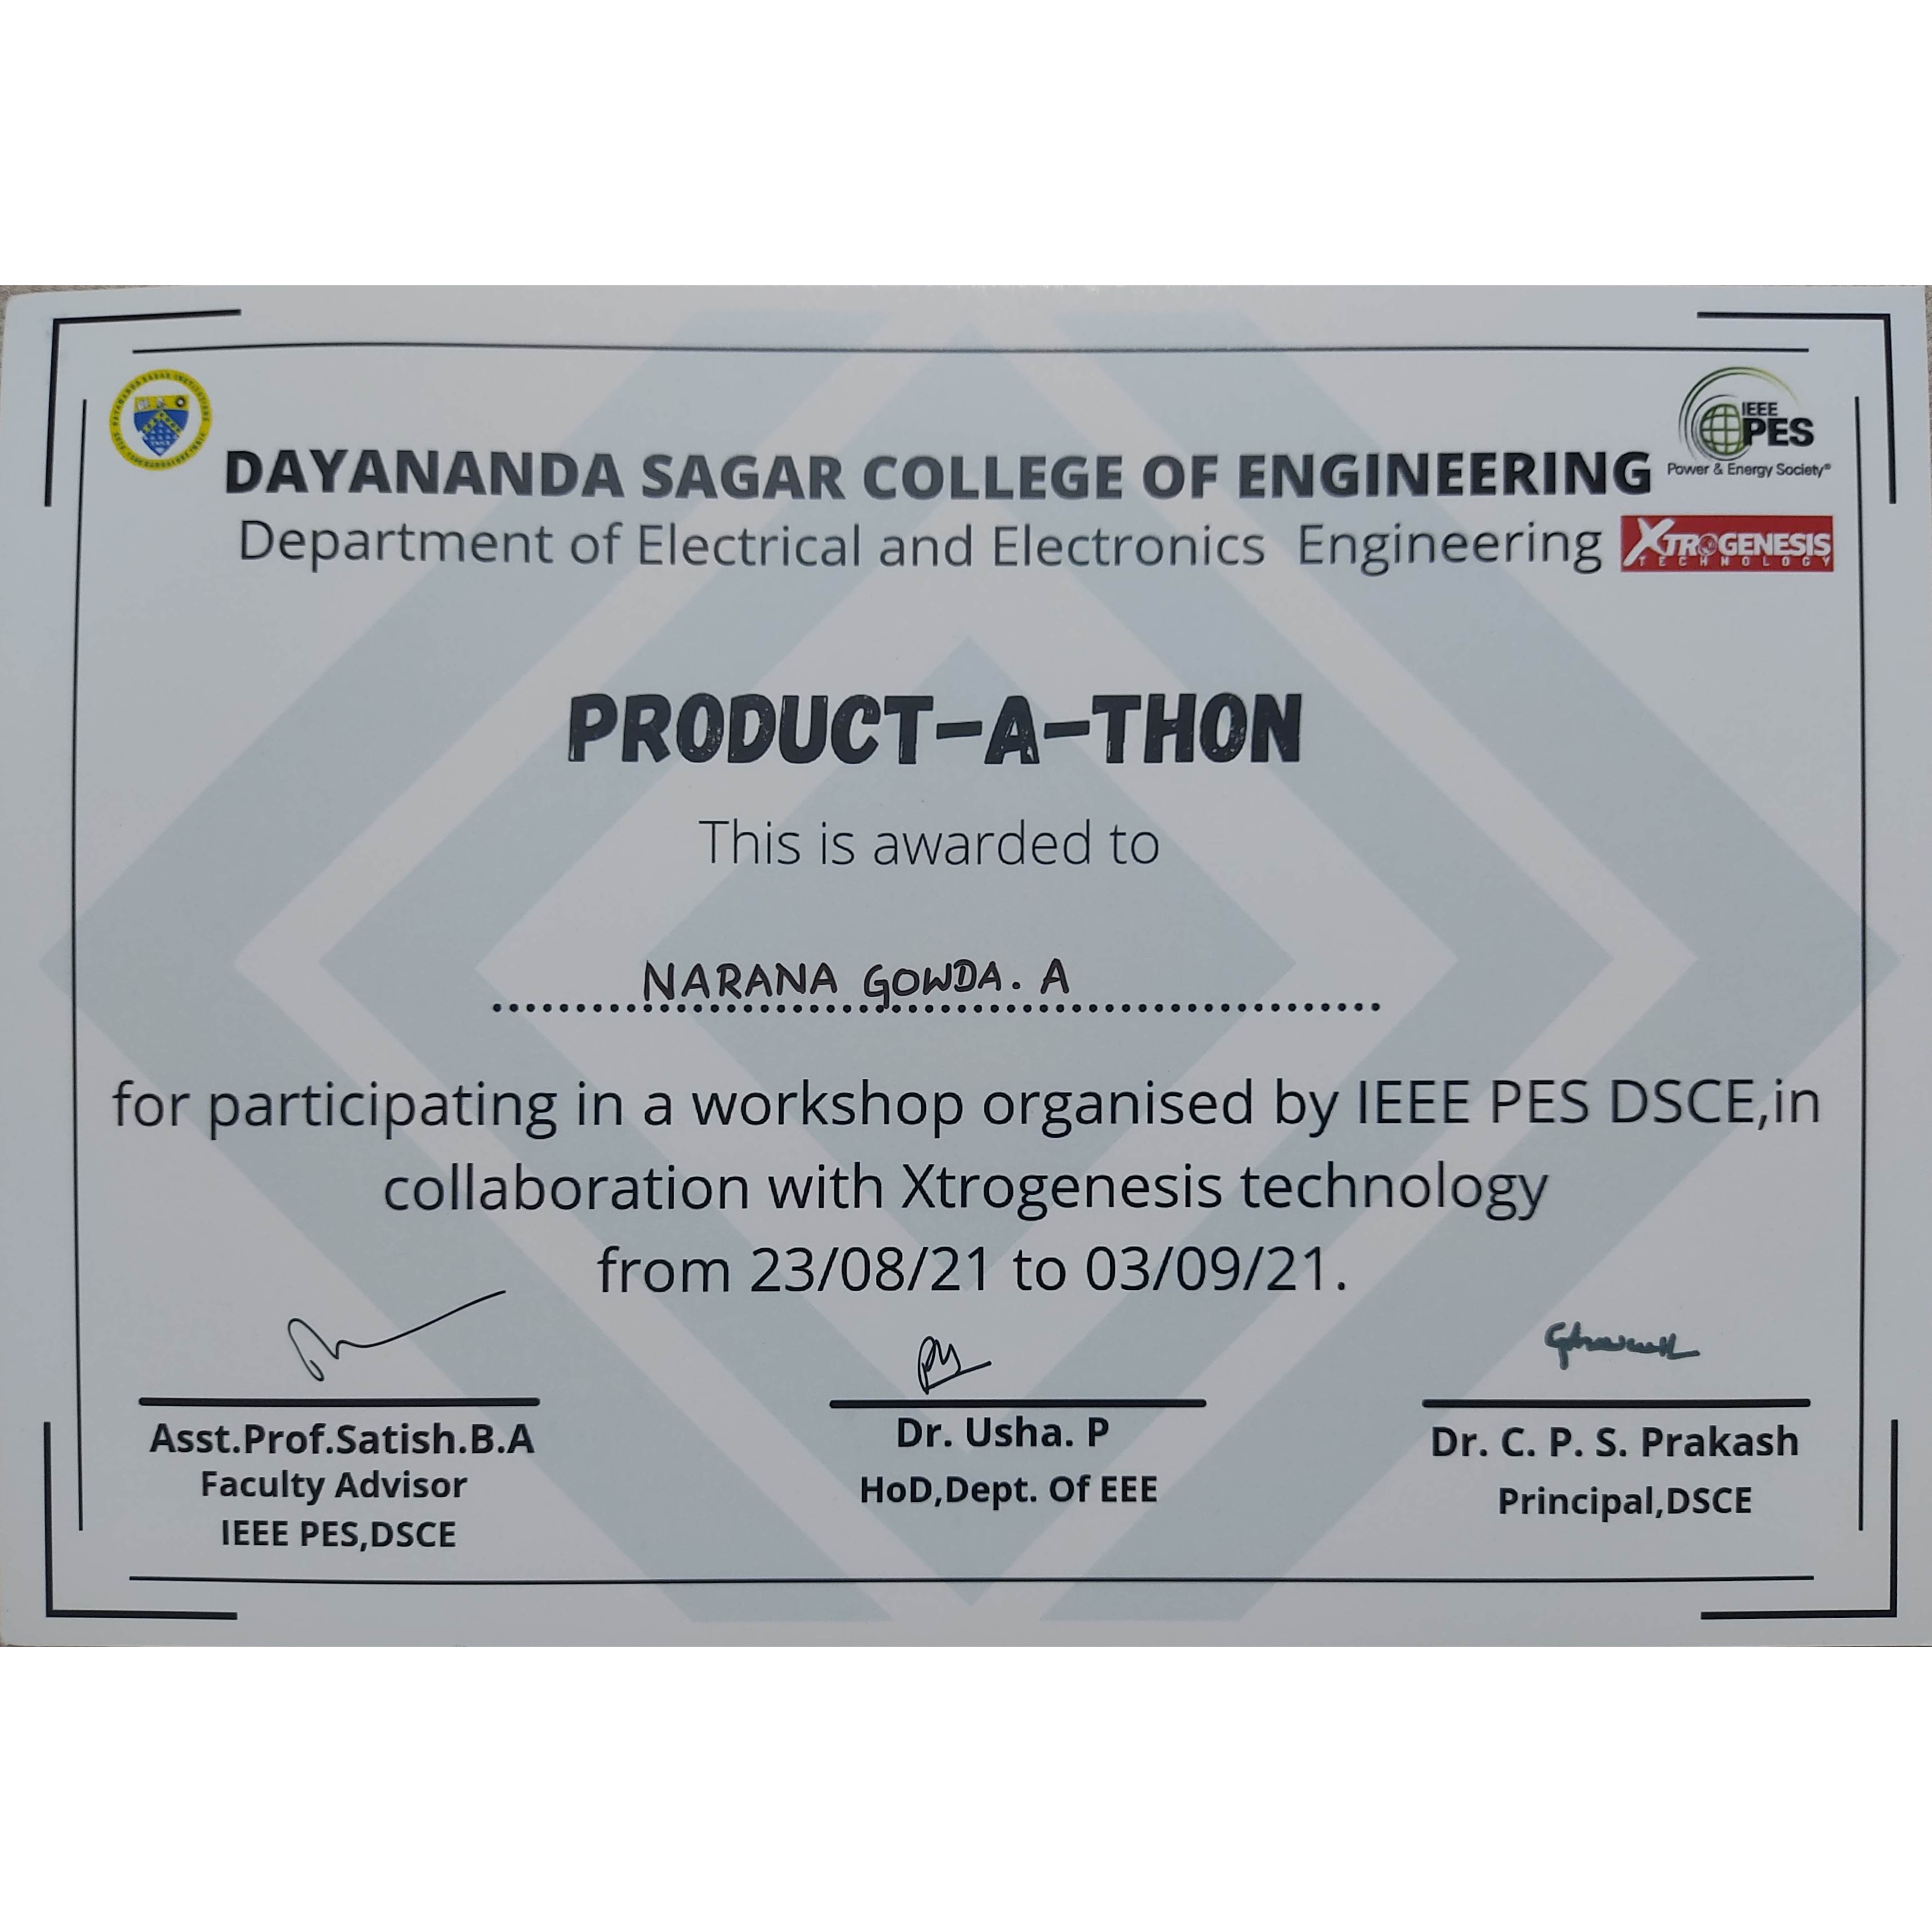 DAYANANDA SAGAR COLLEGE OF ENGINEERING
IEEE
PES
Power & Energy Society®
Department of Electrical and Electronics Engineering
XTROGENESIS
TECHNOLOGY
PRODUCT-A-THON
This is awarded to
NARANA GOWDA. A
for participating in a workshop organised by IEEE PES DSCE,in
collaboration with Xtrogenesis technology
from 23/08/21 to 03/09/21.
Asst.Prof.Satish.B.A
Faculty Advisor
IEEE PES,DSCE
Dr. Usha. P
HoD,Dept. Of EEE
Dr. C. P. S. Prakash
Principal,DSCE